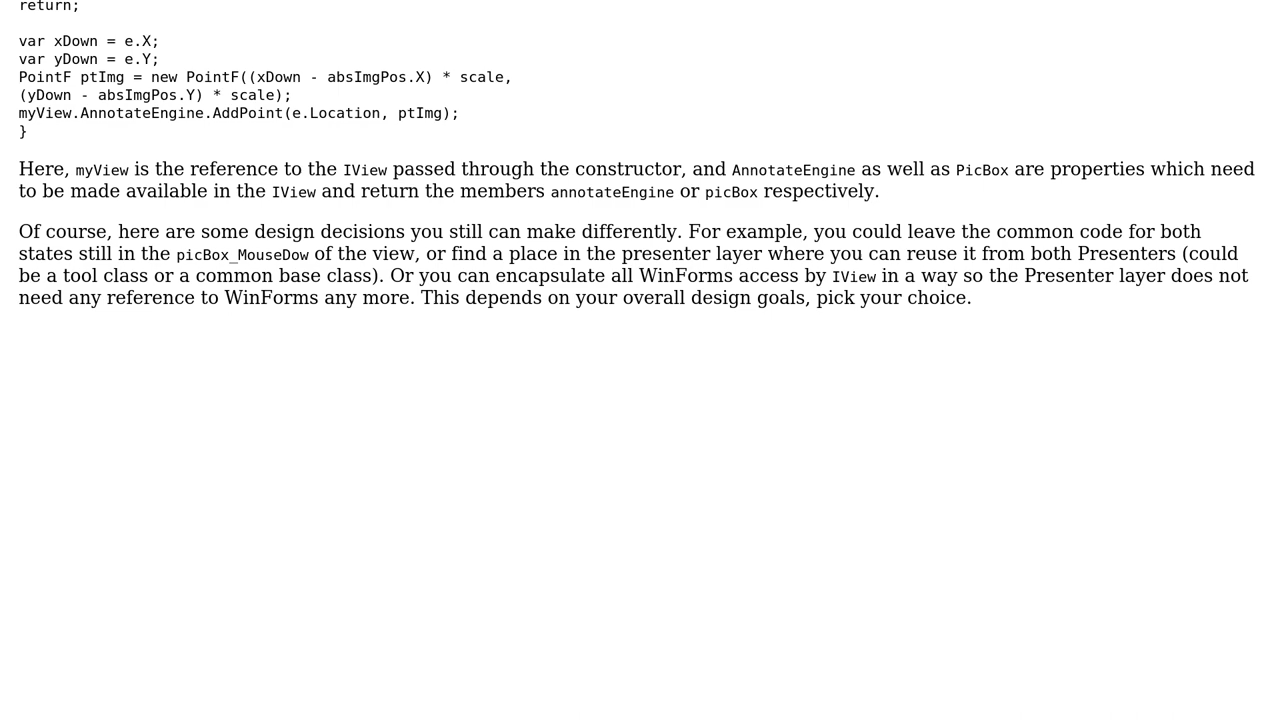 return;
var xDown = e.X;
var yDown = e.Y;
PointF ptImg = new PointF((xDown - absImgPos.X) * scale,
(yDown - absImgPos.Y) * scale);
myView.AnnotateEngine.AddPoint(e.Location, ptImg);
}
Here, myView is the reference to the IView passed through the constructor, and AnnotateEngine as well as PicBox are properties which need
to be made available in the IView and return the members annotateEngine or picBox respectively.
Of course, here are some design decisions you still can make differently. For example, you could leave the common code for both
states still in the picBox_MouseDow of the view, or find a place in the presenter layer where you can reuse it from both Presenters (could
be a tool class or a common base class). Or you can encapsulate all WinForms access by IView in a way so the Presenter layer does not
need any reference to WinForms any more. This depends on your overall design goals, pick your choice.